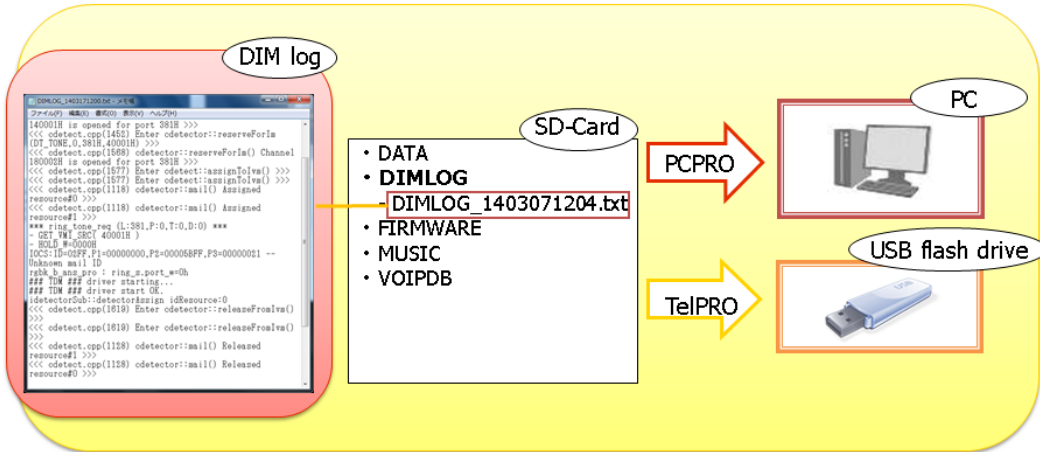 DIM log
DIMLOG_1403171200.txt - メモ帳
ファイル(F) 編集(E) 書式(O) 表示(V) ヘルプ(H)
140001H is opened for port 381H >>>
<<< cdetect.cpp(1452) Enter cdetector::reserveForIm
(DT_TONE,0,381H,40001H) >>>
<<< cdetect.cpp(1568) cdetector::reserveForIm() Channel
180002H is opened for port 381H >>>
<<< cdetect.cpp(1577) Enter cdetect::assignToIvm() >>>
<<< cdetect.cpp(1577) Enter cdetect::assignToIvm() >>>
<<< cdetect.cpp(1118) cdetector::mail() Assigned
resource#0 >>>
<<< cdetect.cpp(1118) cdetector::mail() Assigned
resource#1 >>>
*** ring_tone_req (L:381,P:0,T:0,D:0) ***
- GET_VMI_SRC( 40001H )
- HOLD_W=0000H
IOCS:ID=02FF,P1=00000000,P2=00005BFF,P3=00000021 --
Unknown mail ID
rgbk_b_ans_pro : ring_s.port_w=0h
### TDM ### driver starting...
### TDM ### driver start OK.
idetectorSub::detectorAssign idResource:0
<<< cdetect.cpp(1619) Enter cdetector::releaseFromIvm()
>>>
<<< cdetect.cpp(1619) Enter cdetector::releaseFromIvm()
>>>
<<< cdetect.cpp(1128) cdetector::mail() Released
resource#1 >>>
<<< cdetect.cpp(1128) cdetector::mail() Released
resource#0 >>>
SD-Card
・DATA
・DIMLOG
- DIMLOG_1403071204.txt
・FIRMWARE
・MUSIC
・VOIPDB
PCPRO
PC
TelPRO
USB flash drive
USB